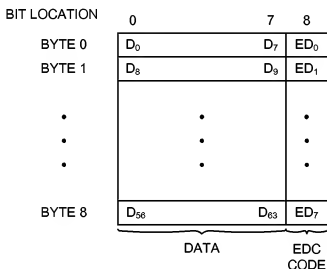 BIT LOCATION 0 7 8
BYTE 0 D0 D7 ED0
BYTE 1 D8 D9 ED1
BYTE 8 D56 D63 ED7
DATA EDC
CODE